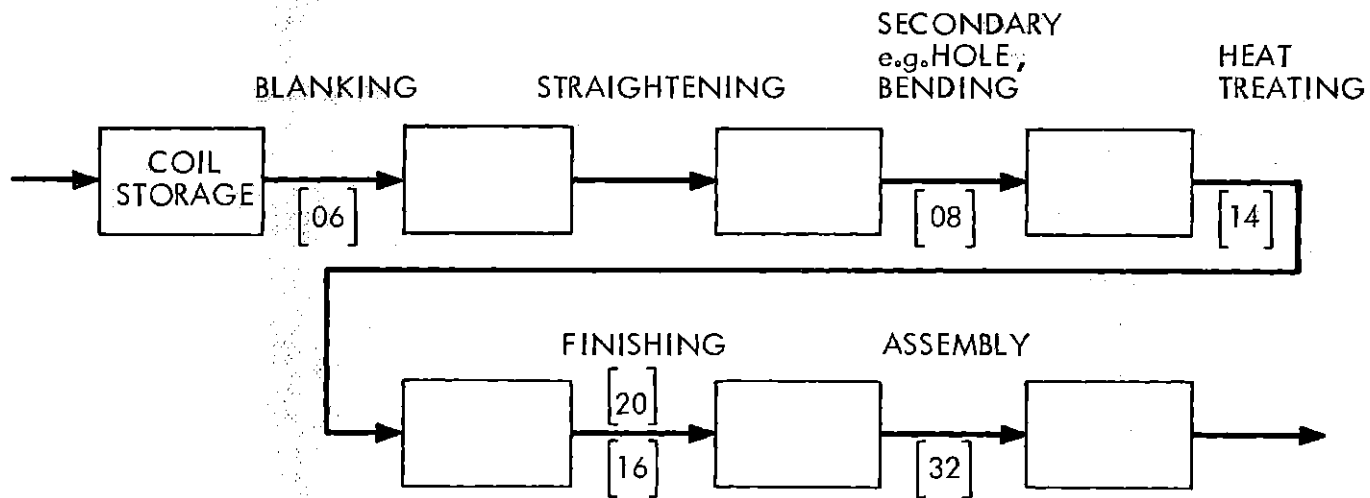 BLANKING
STRAIGHTENING
SECONDARY
e.g. HOLE,
BENDING
HEAT
TREATING
COIL
STORAGE
[06]
[08]
[14]
FINISHING
ASSEMBLY
[20]
[16]
[32]